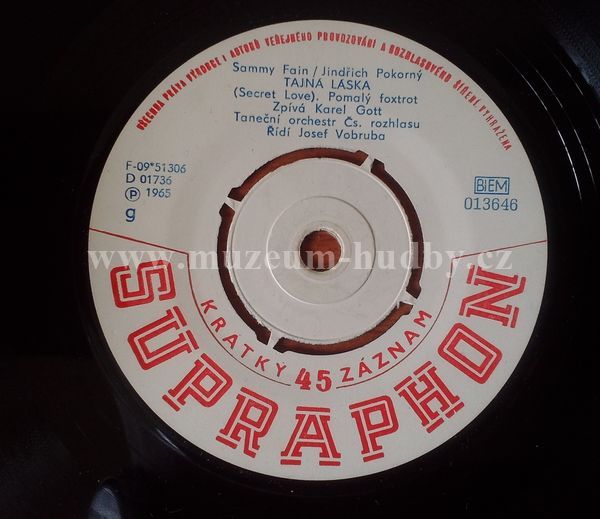 VŠECHNA PRÁVA VÝROBCE I AUTORŮ VEŘEJNÉHO PROVOZOVÁNÍ A ROZHLASOVÉHO ŠÍŘENÍ VYHRAŽENA
Sammy Fain / Jindřich Pokorný
TAJNÁ LÁSKA
(Secret Love). Pomalý foxtrot
Zpívá Karel Gott
Taneční orchestr Čs. rozhlasu
Řídí Josef Vobruba
F-09*51306
D 01736
Ⓟ 1965
g
BIEM
013646
www.muzeum-hudby.cz
KRATKÝ 45 ZÁZNAM
SUPRAPHON